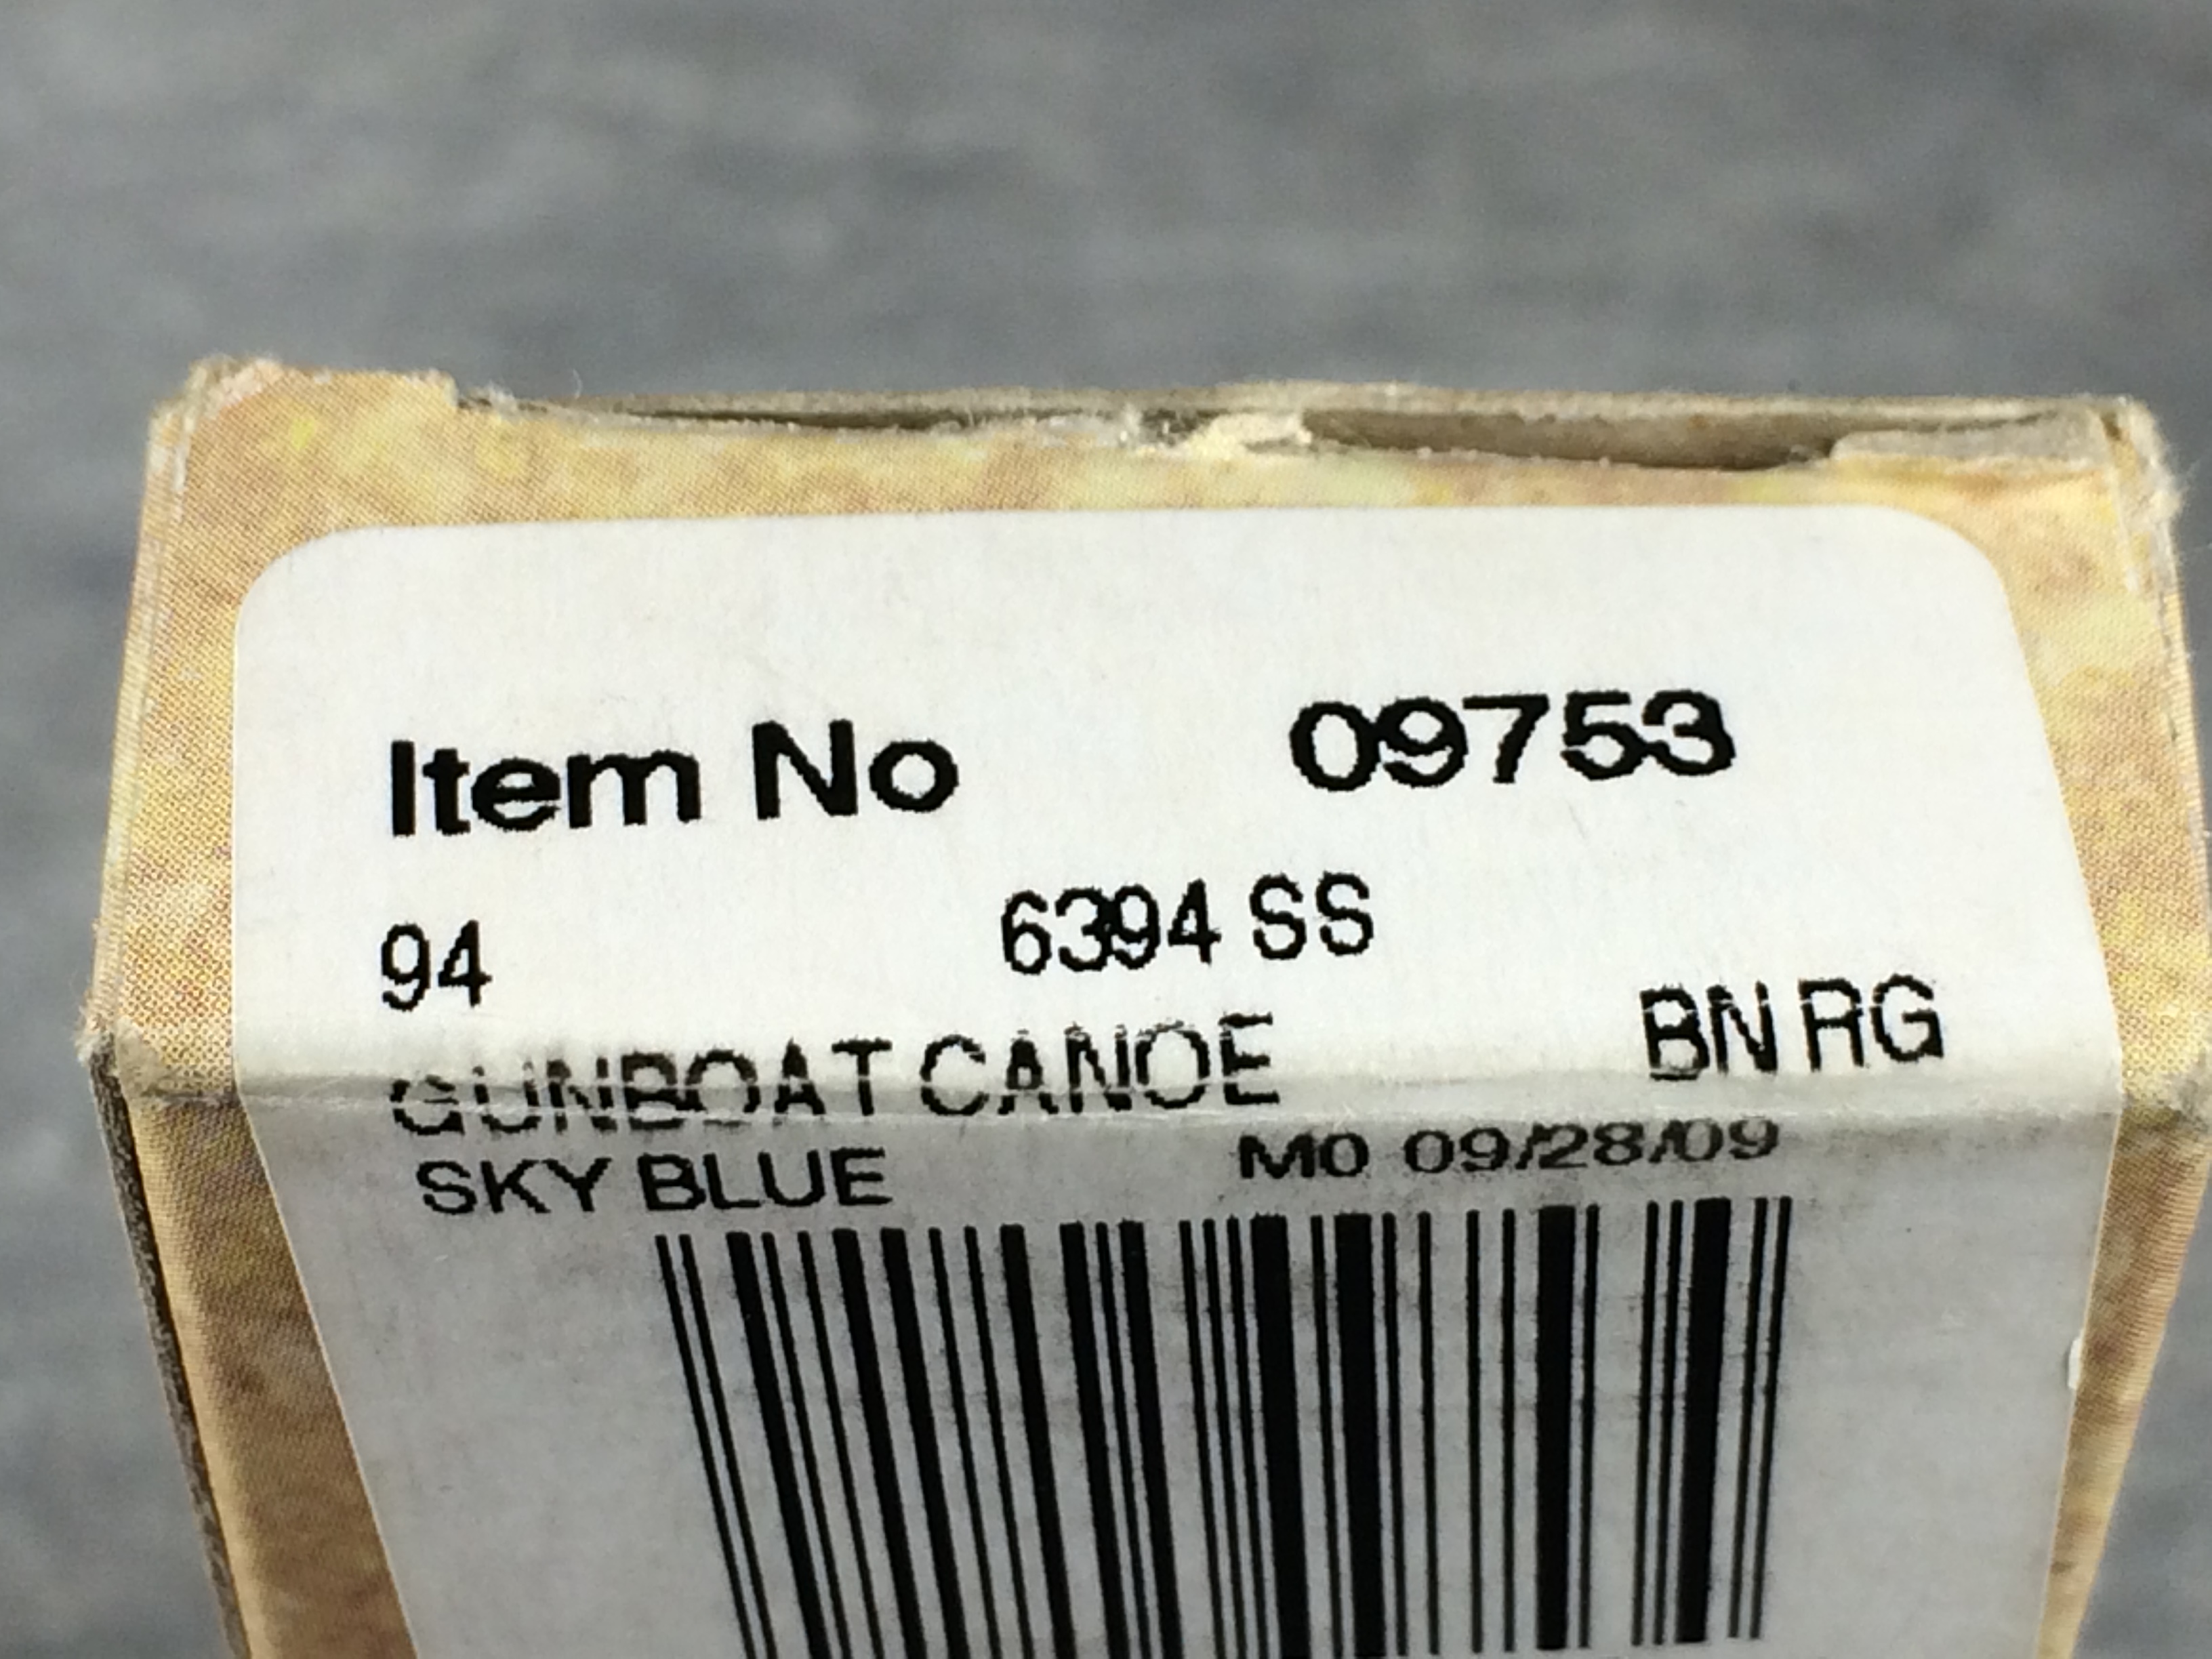 Item No 09753
94 6394 SS
GUNBOAT CANOE BN RG
SKY BLUE M0 09/28/09